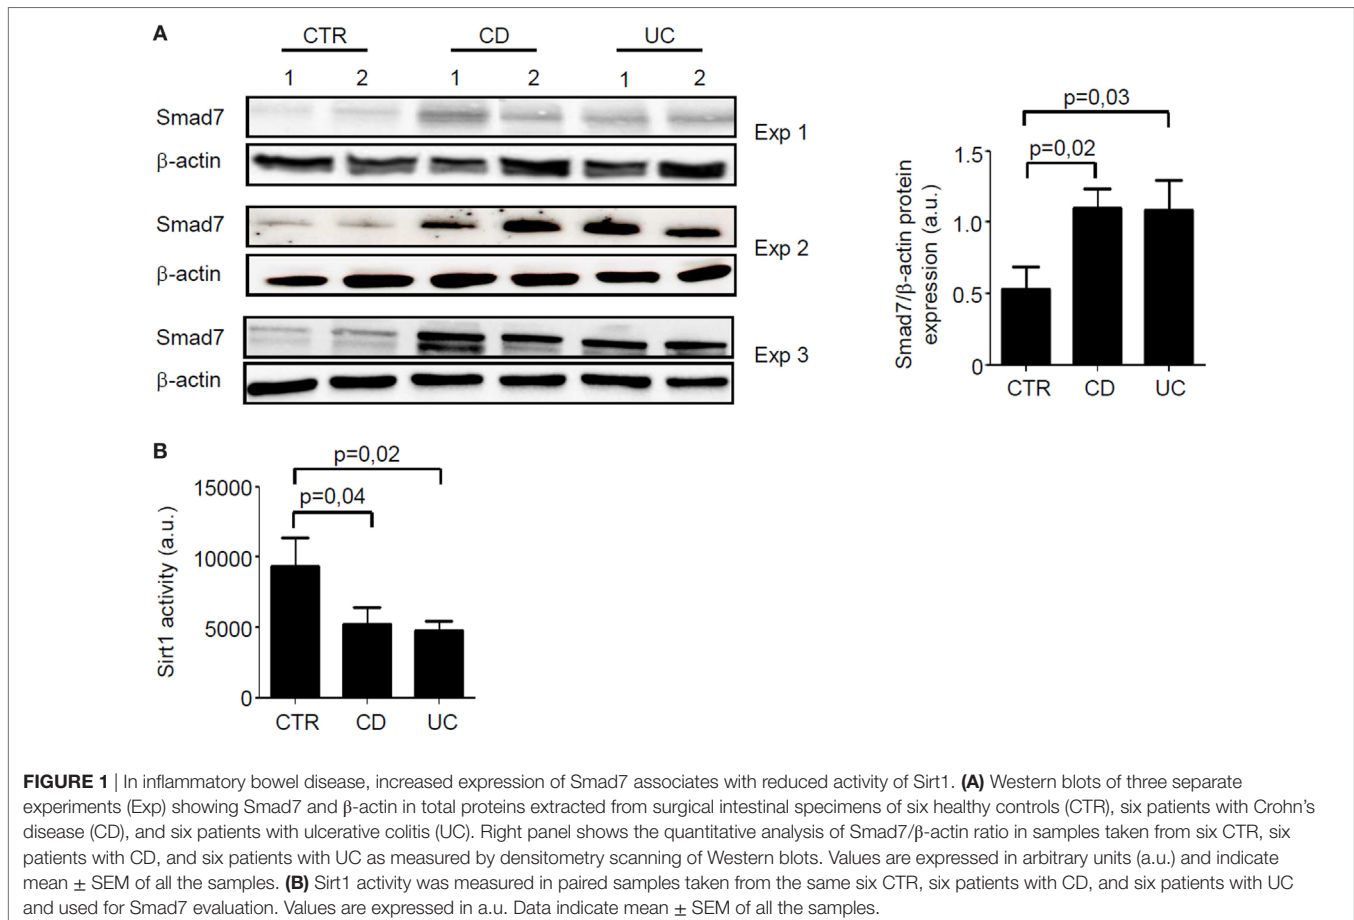 A
CTR CD UC
1 2 1 2 1 2
Smad7
Exp 1
β-actin
Smad7
Exp 2
β-actin
Smad7
Exp 3
β-actin
p=0,03
p=0,02
1.5
1.0
0.5
0
Smad7/β-actin protein
expression (a.u.)
CTR CD UC
B
p=0,02
p=0,04
15000
10000
5000
0
Sirt1 activity (a.u.)
CTR CD UC
FIGURE 1 | In inflammatory bowel disease, increased expression of Smad7 associates with reduced activity of Sirt1. (A) Western blots of three separate
experiments (Exp) showing Smad7 and β-actin in total proteins extracted from surgical intestinal specimens of six healthy controls (CTR), six patients with Crohn's
disease (CD), and six patients with ulcerative colitis (UC). Right panel shows the quantitative analysis of Smad7/β-actin ratio in samples taken from six CTR, six
patients with CD, and six patients with UC as measured by densitometry scanning of Western blots. Values are expressed in arbitrary units (a.u.) and indicate
mean ± SEM of all the samples. (B) Sirt1 activity was measured in paired samples taken from the same six CTR, six patients with CD, and six patients with UC
and used for Smad7 evaluation. Values are expressed in a.u. Data indicate mean ± SEM of all the samples.